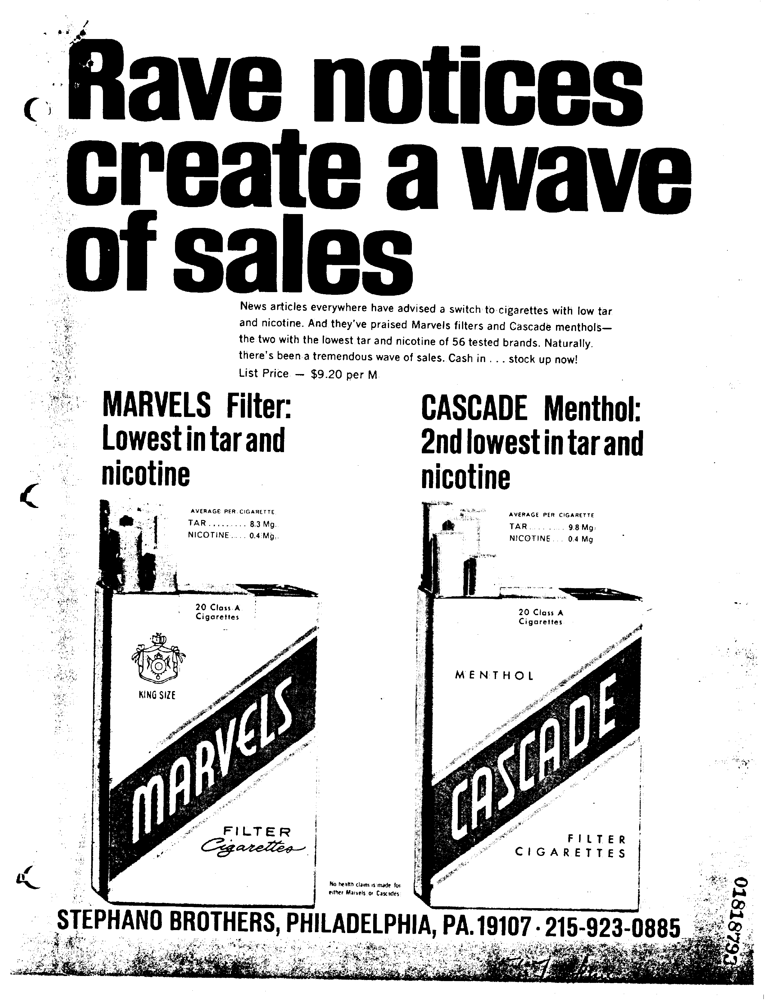 Rave notices
create a wave
of sales
News articles everywhere have advised a switch to cigarettes with low tar
and nicotine. And they've praised Marvels filters and Cascade menthols—
the two with the lowest tar and nicotine of 56 tested brands. Naturally.
there's been a tremendous wave of sales. Cash in . . . stock up now!
List Price — $9.20 per M
MARVELS Filter:
Lowest in tar and
nicotine
AVERAGE PER CIGARETTE
TAR......... 8.3 Mg.
NICOTINE.... 0.4 Mg.
20 Class A
Cigarettes
KING SIZE
MARVELS
FILTER
Cigarettes
CASCADE Menthol:
2nd lowest in tar and
nicotine
AVERAGE PER CIGARETTE
TAR........ 9.8 Mg.
NICOTINE... 0.4 Mg
20 Class A
Cigarettes
MENTHOL
CASCADE
FILTER
CIGARETTES
No health claim is made for
either Marvels or Cascades.
STEPHANO BROTHERS, PHILADELPHIA, PA. 19107 · 215-923-0885
01818793